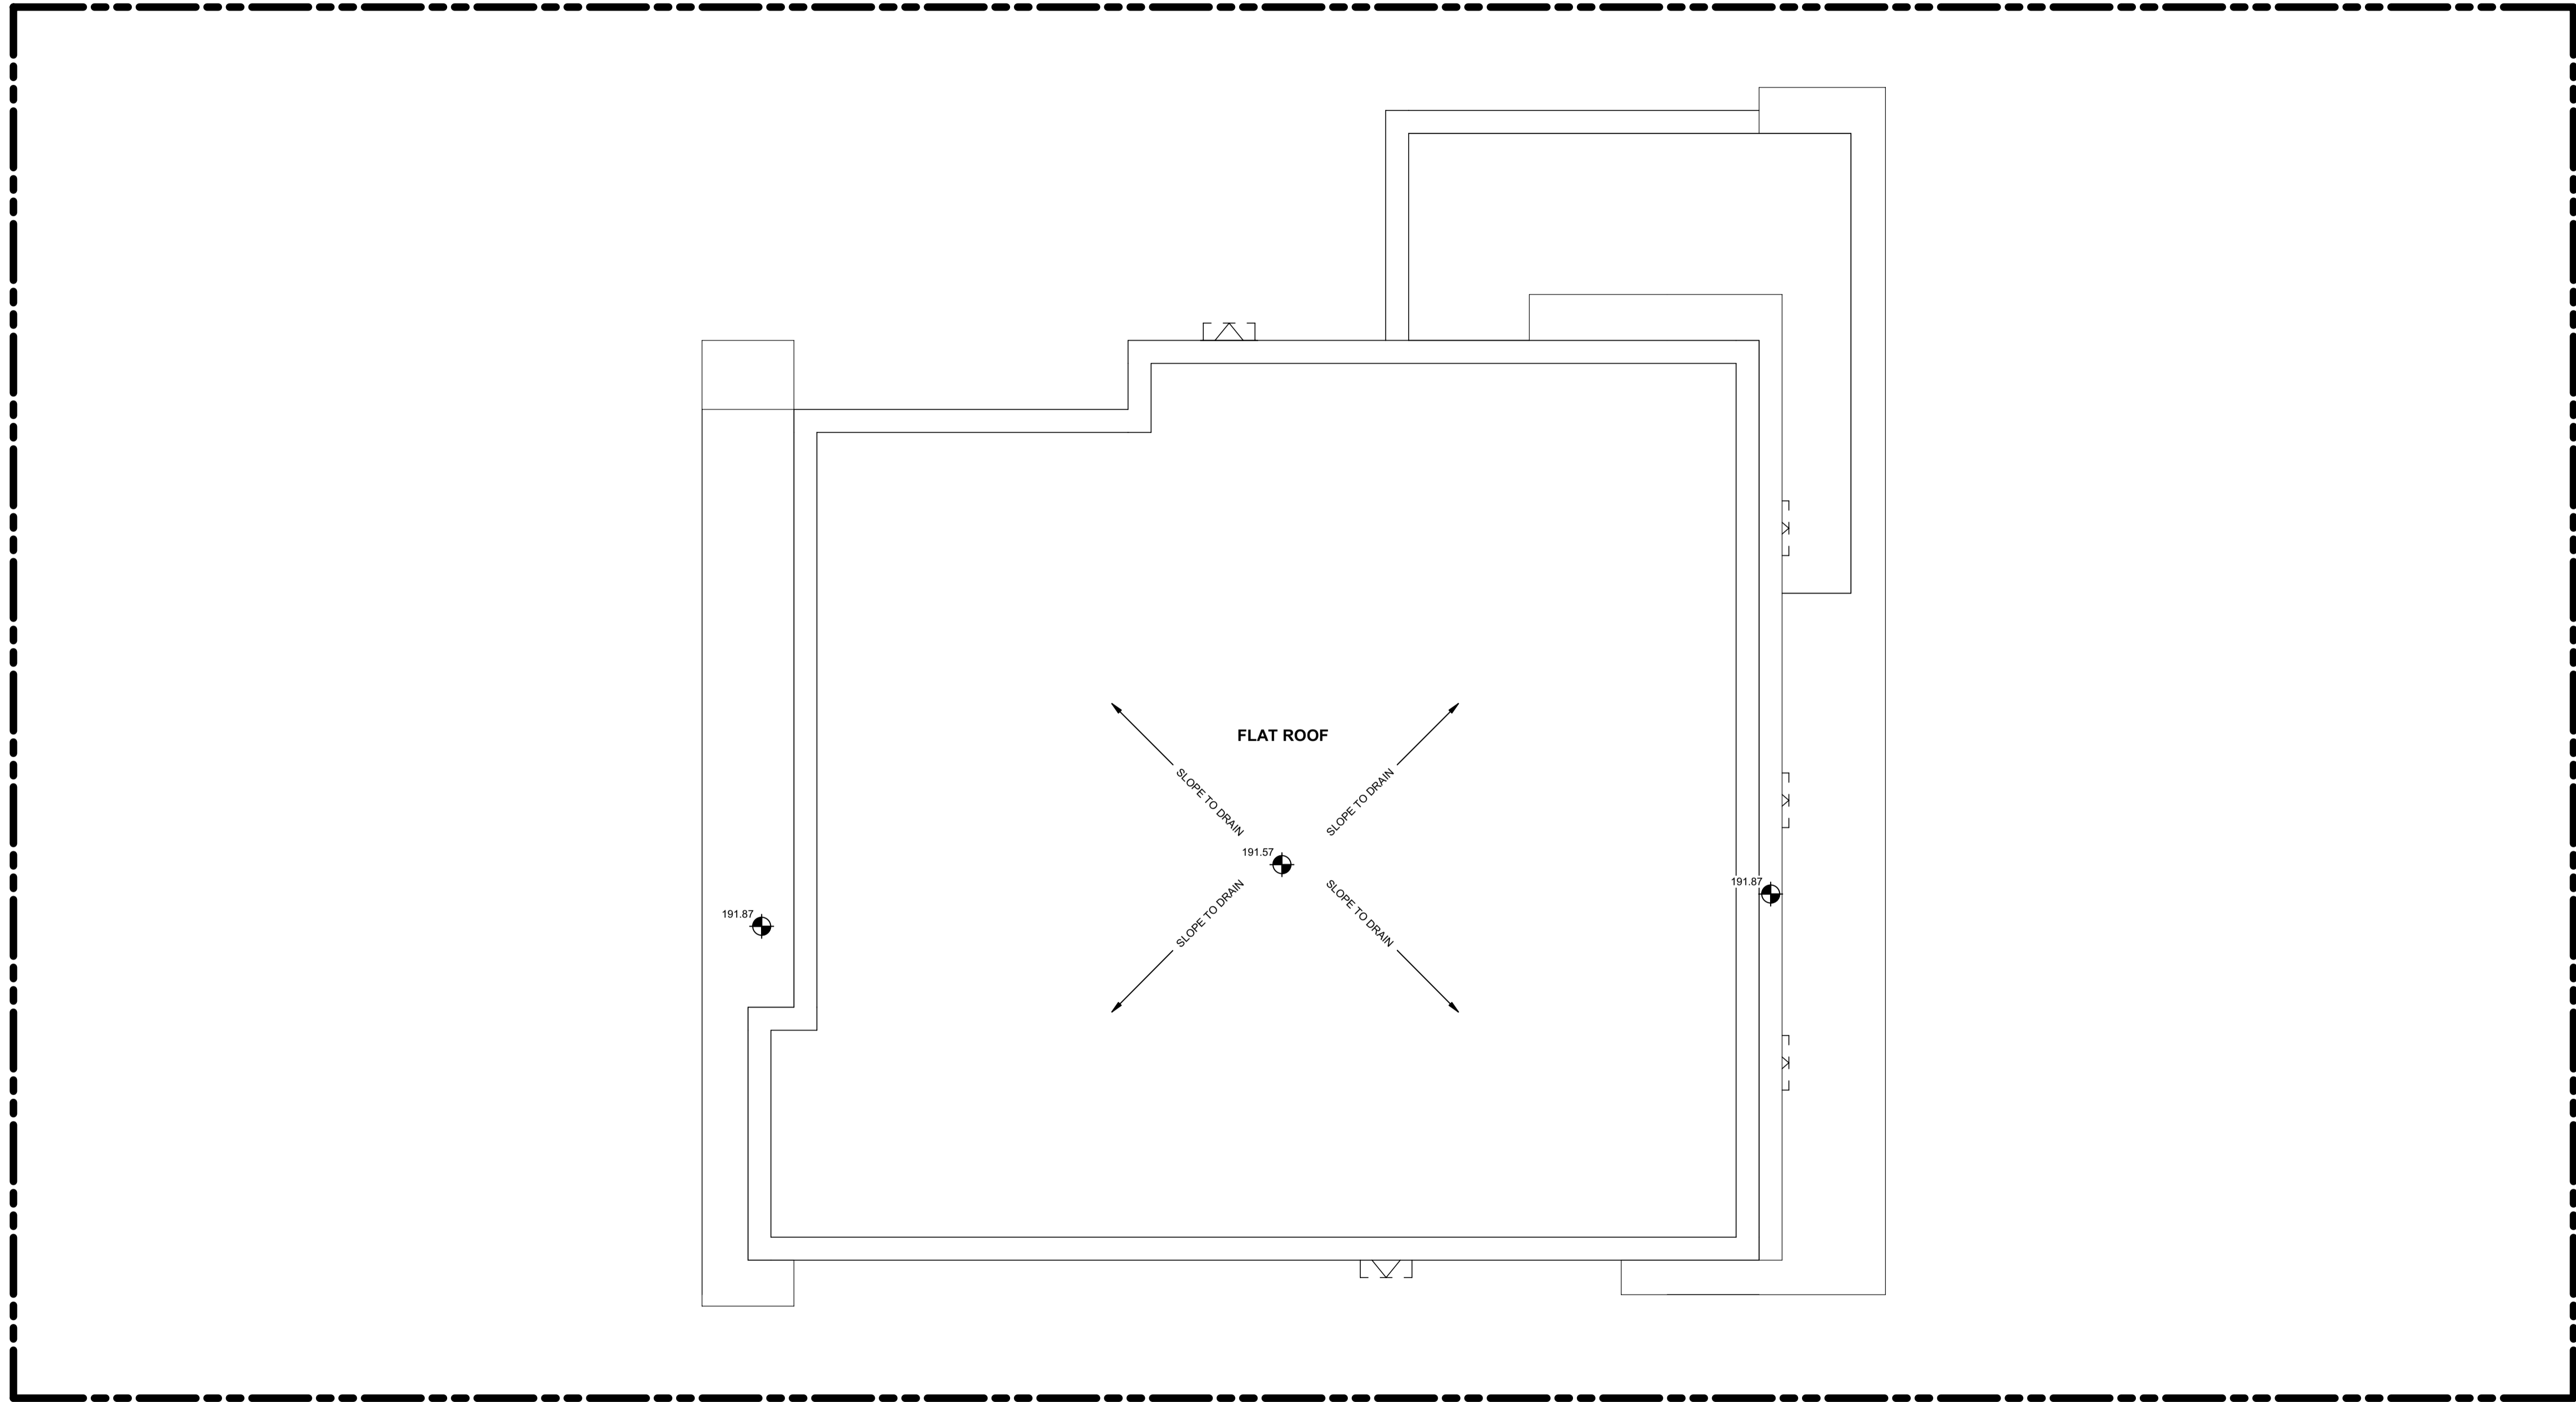 FLAT ROOF
SLOPE TO DRAIN
SLOPE TO DRAIN
191.57
191.87
SLOPE TO DRAIN
SLOPE TO DRAIN
191.87